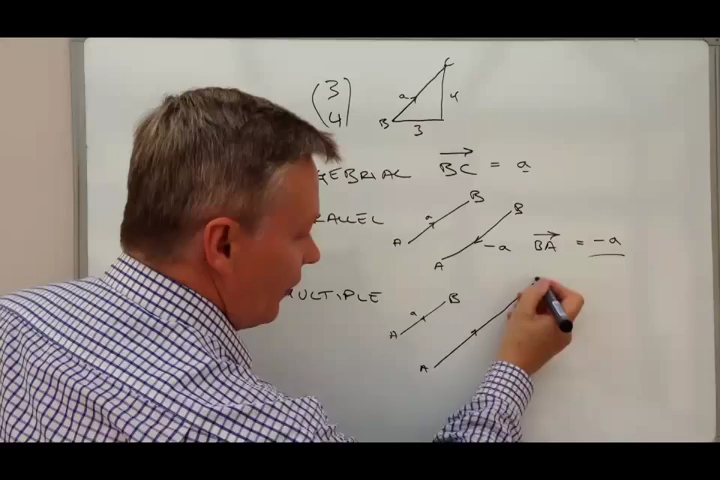 3
4
C
a
4
B
3
GEBRIAL BC = a
B
B
RALLEL a
A
-a BA = -a
A
ULTIPLE B
a
A
A